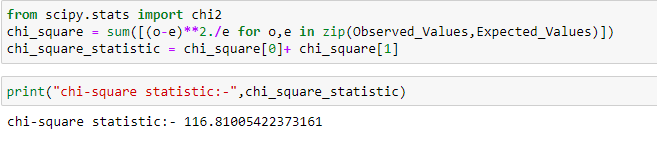 from scipy.stats import chi2
chi_square = sum([(o-e)**2./e for o,e in zip(Observed_Values,Expected_Values)])
chi_square_statistic = chi_square[0]+ chi_square[1]
print("chi-square statistic:-",chi_square_statistic)
chi-square statistic:- 116.81005422373161